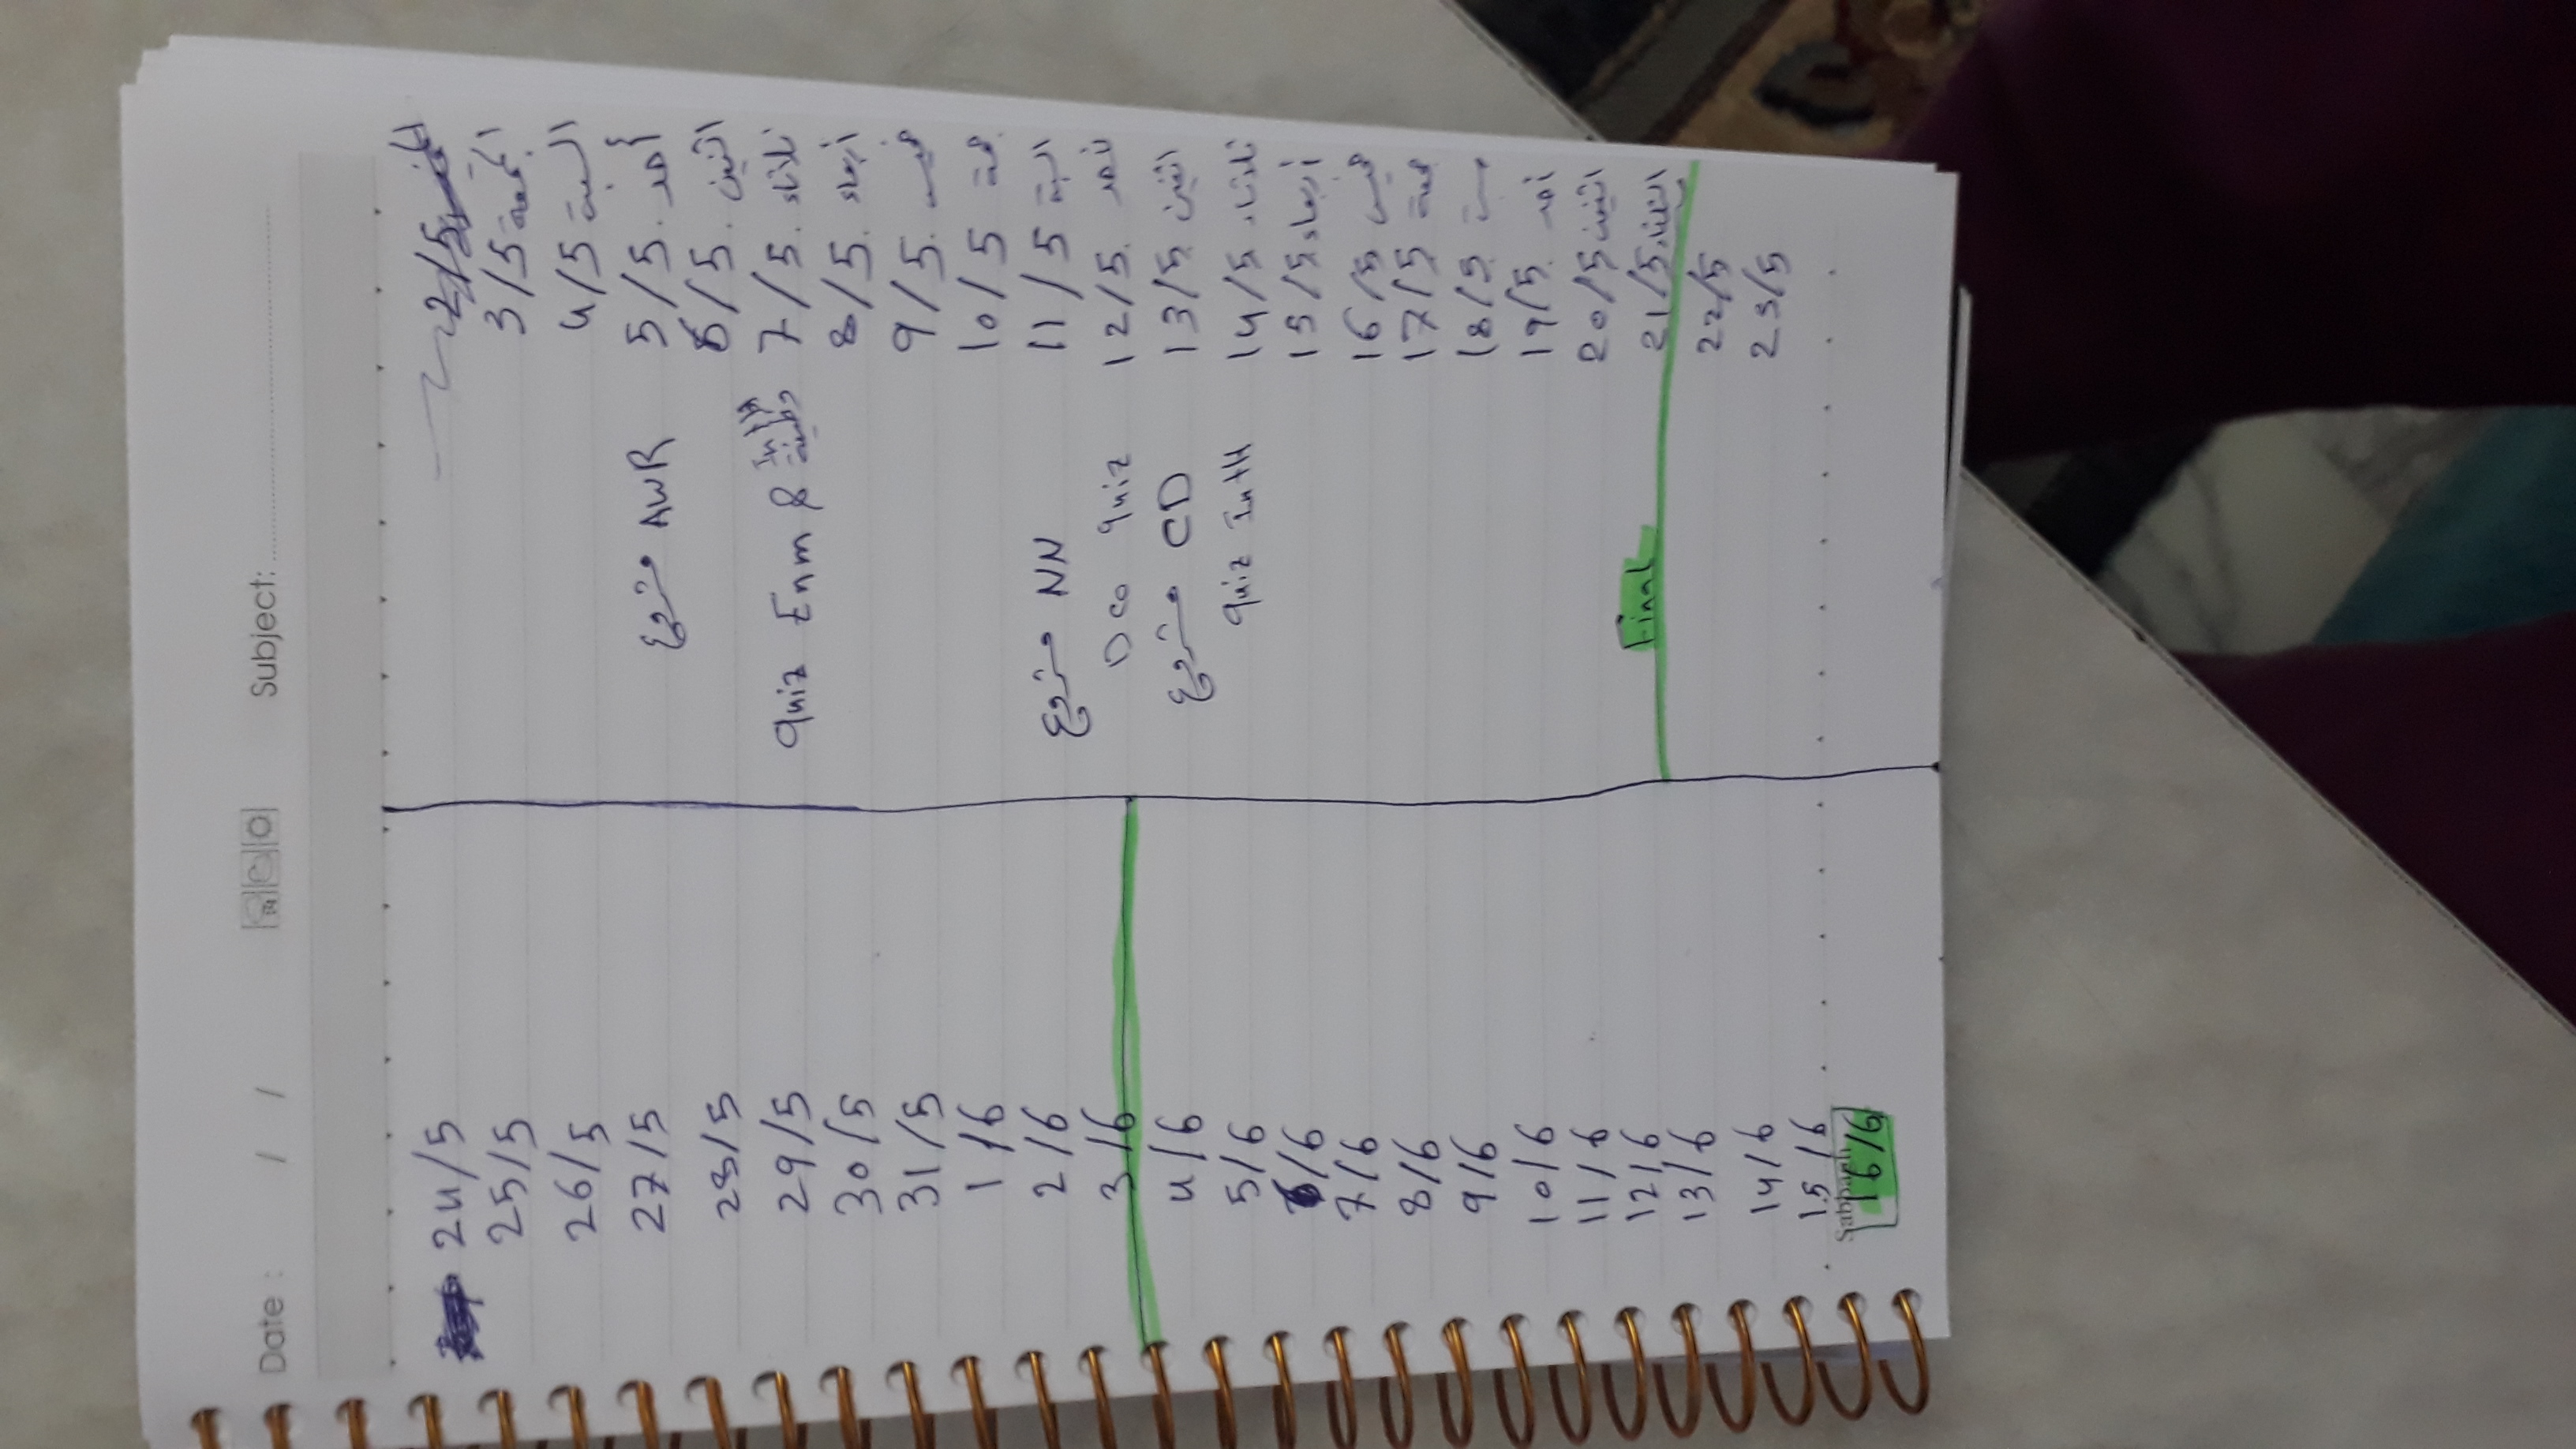 Date : / / Subject:
الخميس 2/5
الجمعة 3/5
السبة 4/5
أحد 5/5. AWR مشروع
اثنين 6/5.
ثلاثاء 7/5. Quiz Enm & وظيفة IntH
أربعاء 8/5.
خميس 9/5.
جمعة 10/5
السبة 11/5 NN مشروع
لأحد 12/5. Dco quiz
اثنين 13/5 CD مشروع
ثلاثاء 14/5 quiz IntH
أربعاء 15/5
خميس 16/5
جمعة 17/5
سبة 18/5
أحد 19/5.
اثنين 20/5
الثلاثاء 21/5 Final
22/5
23/5
24/5
25/5
26/5
27/5
28/5
29/5
30/5
31/5
1/6
2/6
3/6
4/6
5/6
6/6
7/6
8/6
9/6
10/6
11/6
12/6
13/6
14/6
15/6
Sabbagh
16/6